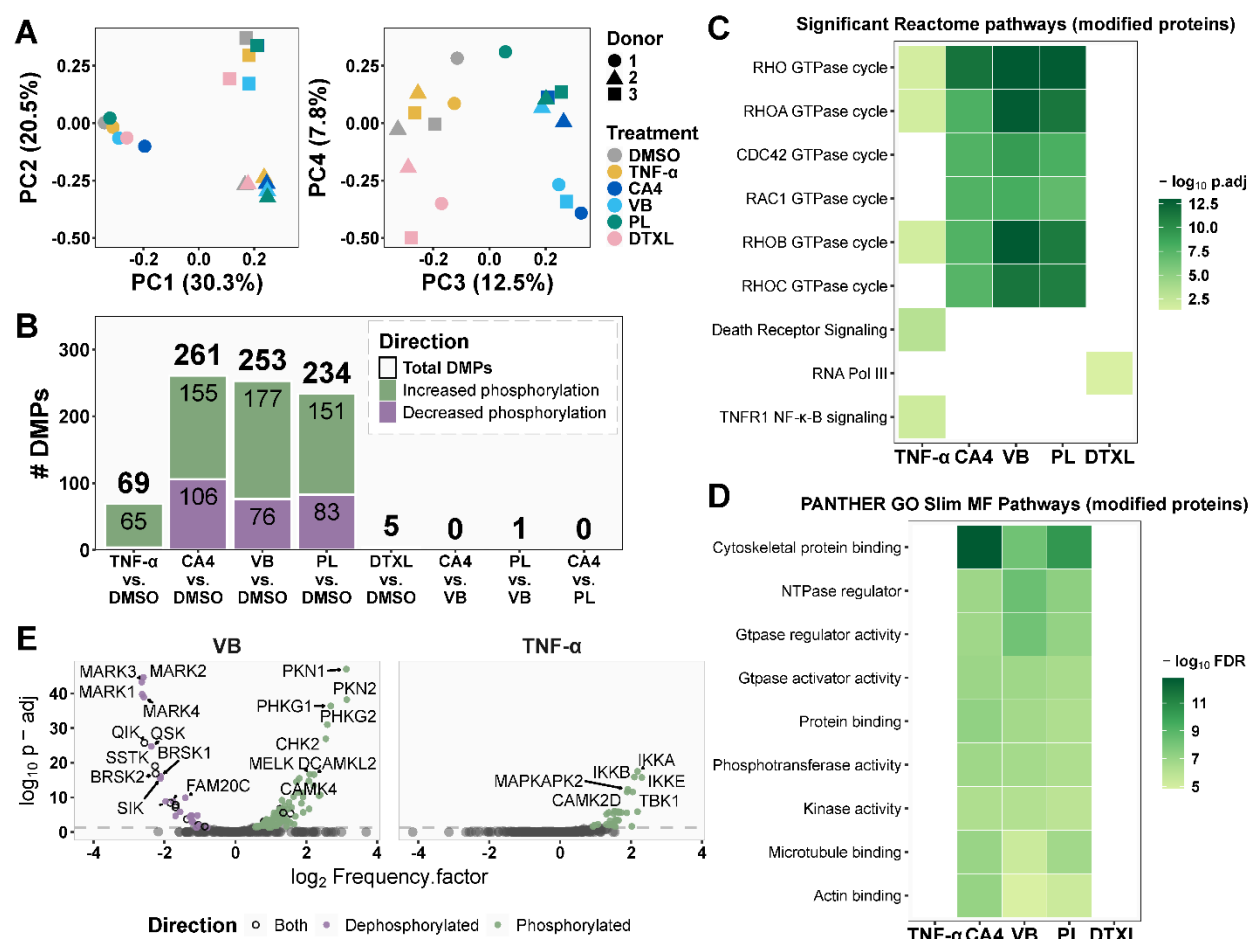 A
PC2 (20.5%)
0.25
0.00
-0.25
-0.50
-0.2
0.0
0.2
PC1 (30.3%)
PC4 (7.8%)
0.25
0.00
-0.25
-0.50
-0.2
0.0
0.2
PC3 (12.5%)
Donor
1
2
3
Treatment
DMSO
TNF-α
CA4
VB
PL
DTXL
B
# DMPs
300
200
100
0
69
65
261
155
106
253
177
76
234
151
83
5
0
1
0
Direction
Total DMPs
Increased phosphorylation
Decreased phosphorylation
TNF-α vs. DMSO
CA4 vs. DMSO
VB vs. DMSO
PL vs. DMSO
DTXL vs. DMSO
CA4 vs. VB
PL vs. VB
CA4 vs. PL
C
Significant Reactome pathways (modified proteins)
RHO GTPase cycle
RHOA GTPase cycle
CDC42 GTPase cycle
RAC1 GTPase cycle
RHOB GTPase cycle
RHOC GTPase cycle
Death Receptor Signaling
RNA Pol III
TNFR1 NF-κ-B signaling
TNF-α CA4 VB PL DTXL
− log10 p.adj
12.5
10.0
7.5
5.0
2.5
D
PANTHER GO Slim MF Pathways (modified proteins)
Cytoskeletal protein binding
NTPase regulator
Gtpase regulator activity
Gtpase activator activity
Protein binding
Phosphotransferase activity
Kinase activity
Microtubule binding
Actin binding
TNF-α CA4 VB PL DTXL
− log10 FDR
11
9
7
5
E
VB
TNF-α
log10 p − adj
40
30
20
10
0
MARK3
MARK2
MARK1
MARK4
QIK
QSK
SSTK
BRSK1
BRSK2
FAM20C
SIK
PKN1
PKN2
PHKG1
PHKG2
CHK2
MELK
DCAMKL2
CAMK4
IKKA
IKKB
IKKE
MAPKAPK2
CAMK2D
TBK1
-4
-2
0
2
4
-4
-2
0
2
4
log2 Frequency.factor
Direction
Both
Dephosphorylated
Phosphorylated